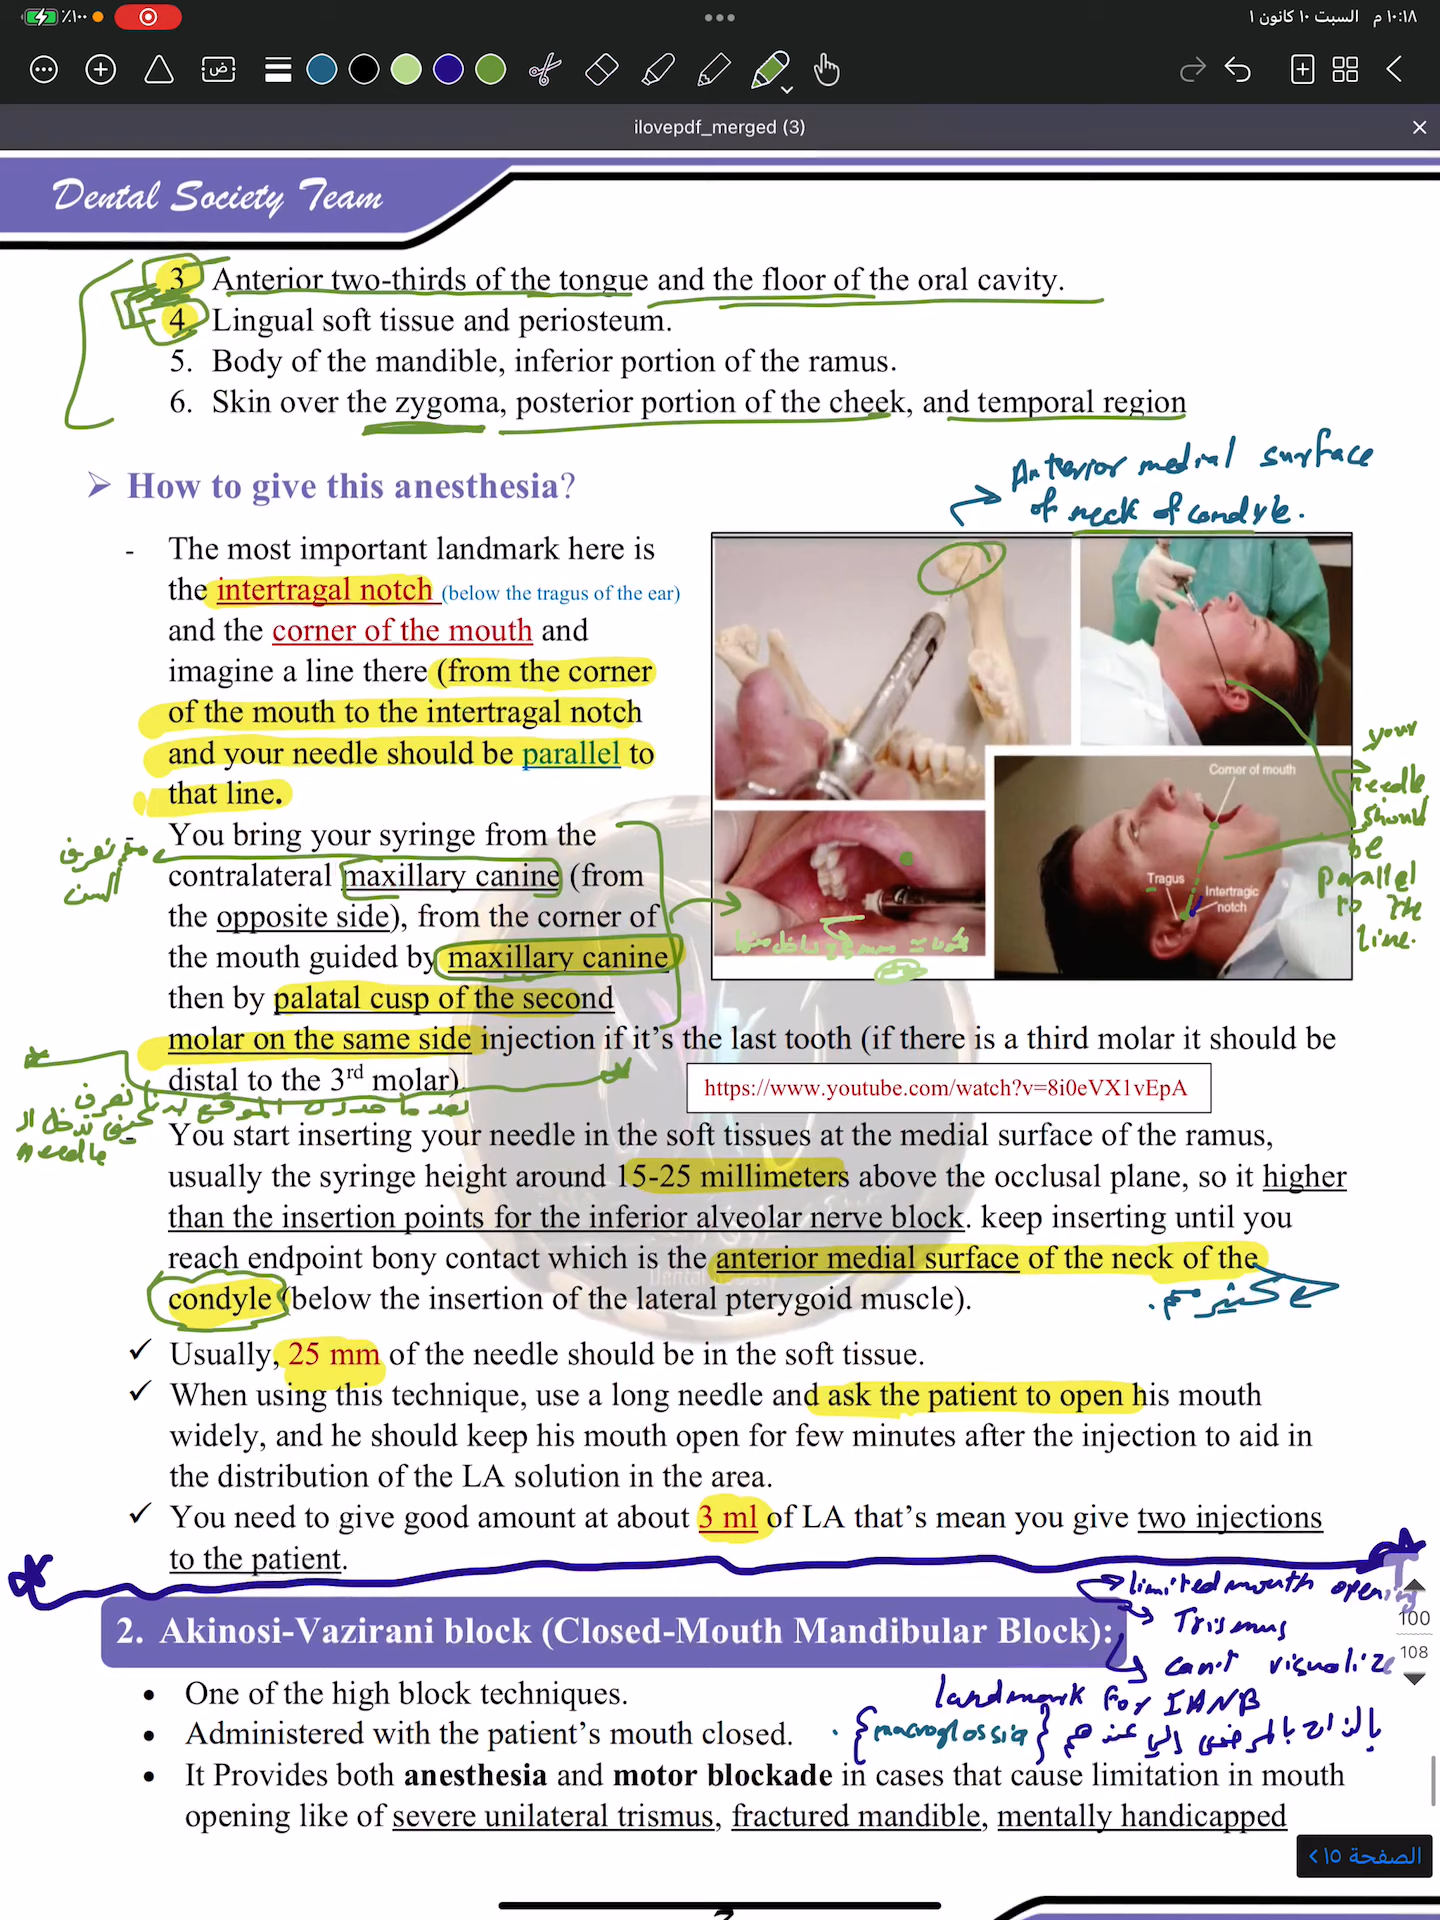 ١٠:١٨ م السبت ١٠ كانون ١
٪١٠٠
ilovepdf_merged (3)
Dental Society Team
3. Anterior two-thirds of the tongue and the floor of the oral cavity.
4. Lingual soft tissue and periosteum.
5. Body of the mandible, inferior portion of the ramus.
6. Skin over the zygoma, posterior portion of the cheek, and temporal region
Anterior medial surface
of neck of condyle.
➢ How to give this anesthesia?
- The most important landmark here is
the intertragal notch (below the tragus of the ear)
and the corner of the mouth and
imagine a line there (from the corner
of the mouth to the intertragal notch
and your needle should be parallel to
that line.
- You bring your syringe from the
contralateral maxillary canine (from
the opposite side), from the corner of
the mouth guided by maxillary canine
then by palatal cusp of the second
molar on the same side injection if it's the last tooth (if there is a third molar it should be
distal to the 3rd molar).
Corner of mouth
Tragus
Intertragic
notch
your
needle
should
be
parallel
to the
line.
https://www.youtube.com/watch?v=8i0eVX1vEpA
needle
- You start inserting your needle in the soft tissues at the medial surface of the ramus,
usually the syringe height around 15-25 millimeters above the occlusal plane, so it higher
than the insertion points for the inferior alveolar nerve block. keep inserting until you
reach endpoint bony contact which is the anterior medial surface of the neck of the
condyle (below the insertion of the lateral pterygoid muscle).
✓ Usually, 25 mm of the needle should be in the soft tissue.
✓ When using this technique, use a long needle and ask the patient to open his mouth
widely, and he should keep his mouth open for few minutes after the injection to aid in
the distribution of the LA solution in the area.
✓ You need to give good amount at about 3 ml of LA that's mean you give two injections
to the patient.
limited mouth opening
Trismus
can't visualize
landmark for IANB
{macroglossia}
2. Akinosi-Vazirani block (Closed-Mouth Mandibular Block):
• One of the high block techniques.
• Administered with the patient's mouth closed.
• It Provides both anesthesia and motor blockade in cases that cause limitation in mouth
opening like of severe unilateral trismus, fractured mandible, mentally handicapped
100
108
الصفحة ١٥